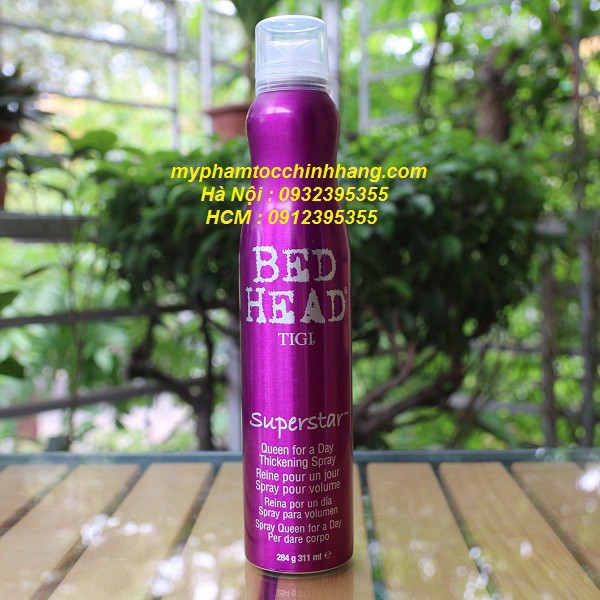 myphamtocchinhhang.com
Hà Nội : 0932395355
HCM : 0912395355
BED
HEAD®
TIGI
Superstar™
Queen for a Day
Thickening Spray
Reine pour un jour
Spray pour volume
Reina por un día
Spray para volumen
Spray Queen for a Day
Per dare corpo
284 g 311 ml ℮